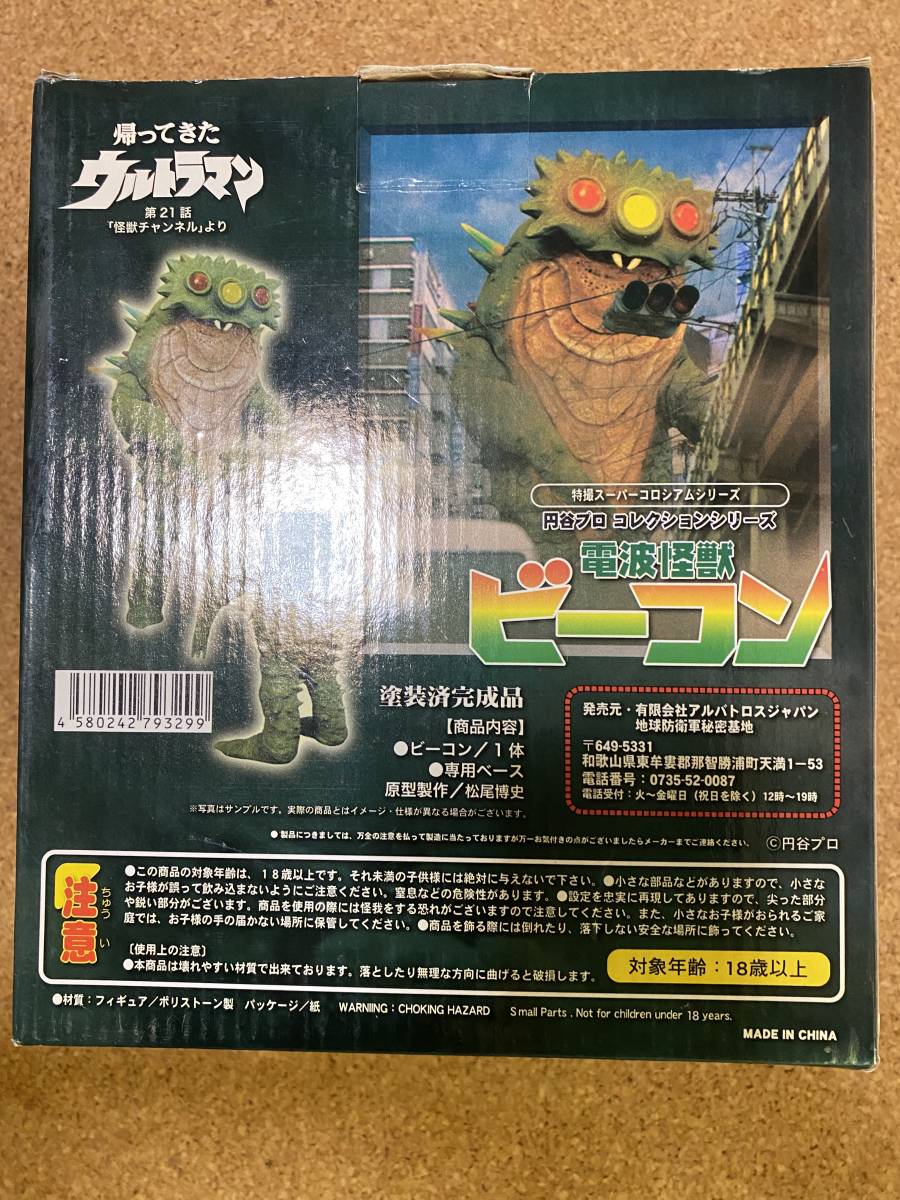 帰ってきた
ウルトラマン
第21話
「怪獣チャンネル」より
特撮スーパーコロシアムシリーズ
円谷プロ コレクションシリーズ
電波怪獣
ビーコン
4 580242 793299
塗装済完成品
【商品内容】
●ビーコン/1体
●専用ベース
原型製作/松尾博史
※写真はサンプルです。実際の商品とはイメージ・仕様が異なる場合がございます。
発売元・有限会社アルバトロスジャパン
地球防衛軍秘密基地
〒649-5331
和歌山県東牟婁郡那智勝浦町天満1-53
電話番号：0735-52-0087
電話受付：火〜金曜日（祝日を除く）12時〜19時
●製品につきましては、万全の注意も払って製造に当たっておりますが万一お気付きの点がございましたらメーカーまでご連絡ください。
©円谷プロ
注意
ちゅうい
●この商品の対象年齢は、18歳以上です。それ未満の子供様には絶対に与えないで下さい。●小さな部品などがありますので、小さな
お子様が誤って飲み込まないようにご注意ください。窒息などの危険性があります。●設定を忠実に再現してありますので、尖った部分
や鋭い部分がございます。商品を使用の際には怪我をする恐れがございますので注意してください。また、小さなお子様がおられるご家
庭では、お子様の手の届かない場所に保管してください。●商品を飾る際には倒れたり、落下しない安全な場所に飾ってください。
〔使用上の注意〕
●本商品は壊れやすい材質で出来ております。落としたり無理な方向に曲げると破損します。
対象年齢：18歳以上
●材質：フィギュア/ポリストーン製 パッケージ/紙 WARNIING：CHOKING HAZARD Small Parts . Not for children under 18 years.
MADE IN CHINA